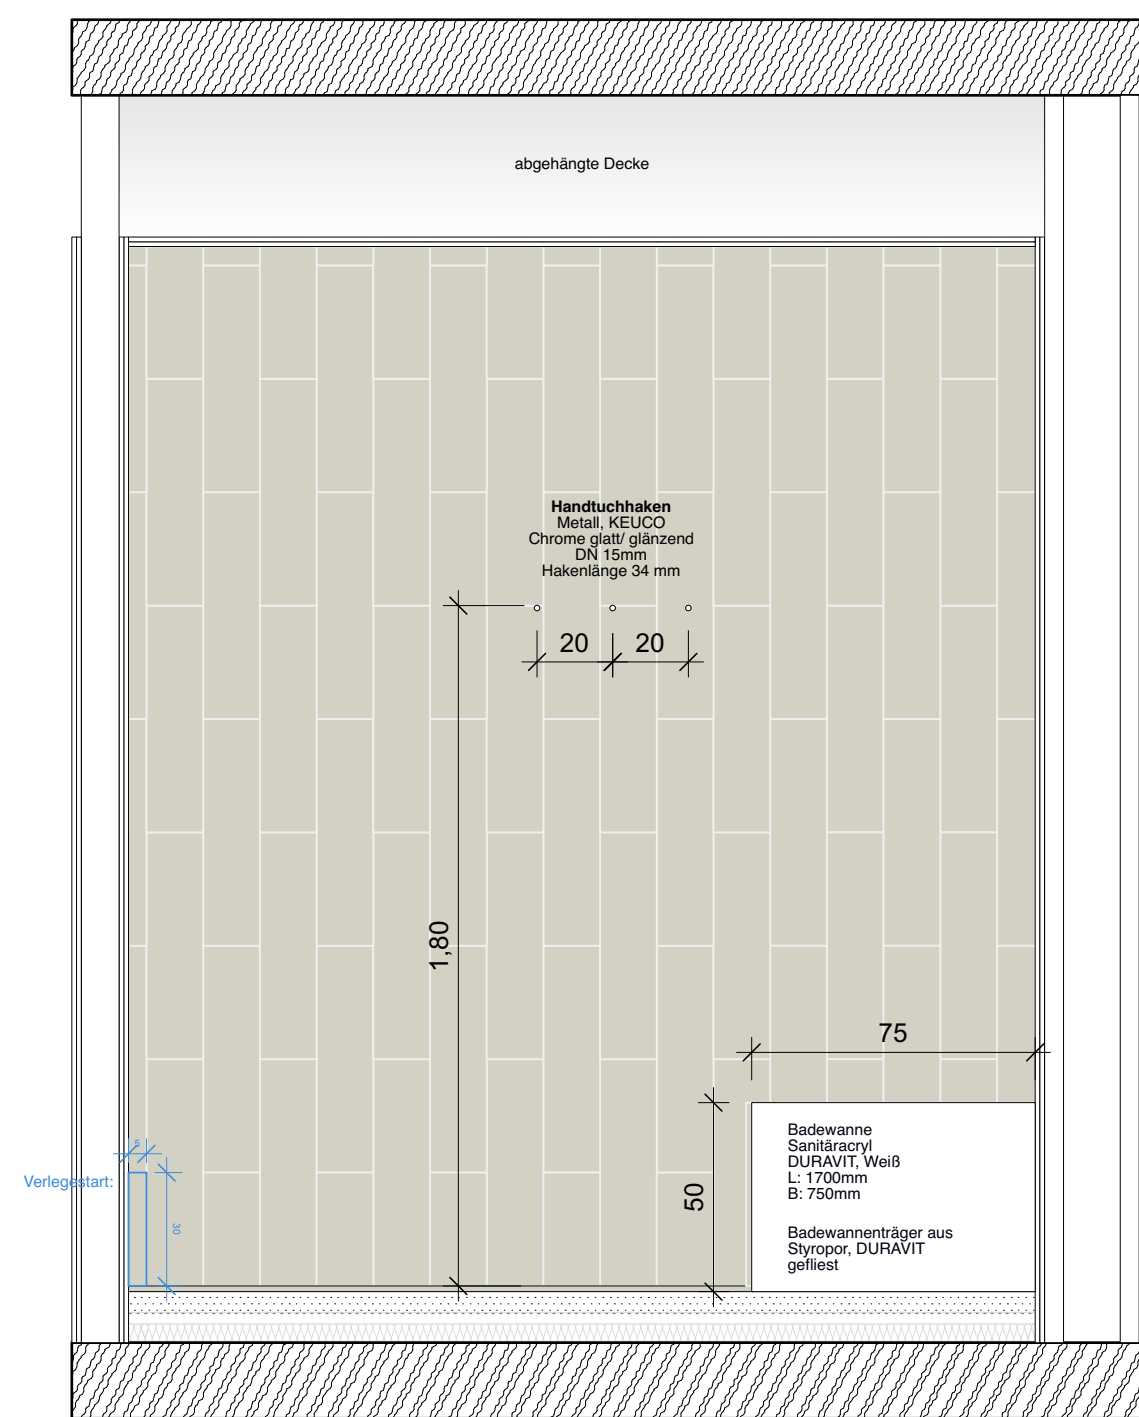 abgehängte Decke
Handtuchhaken
Metall, KEUCO
Chrome glatt/ glänzend
DN 15mm
Hakenlänge 34 mm
20
20
1,80
75
Badewanne
Sanitäracryl
DURAVIT, Weiß
L: 1700mm
B: 750mm
Badewannenträger aus
Styropor, DURAVIT
gefliest
50
5
Verlegestart:
30